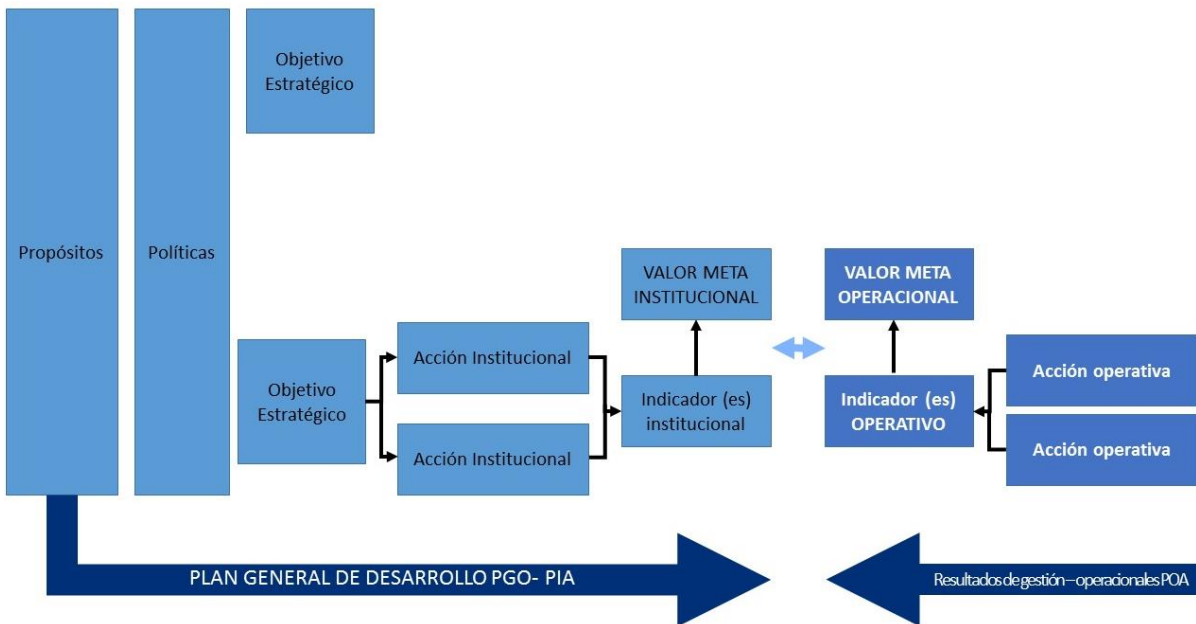 Objetivo
Estratégico
Propósitos
Políticas
VALOR META
INSTITUCIONAL
VALOR META
OPERACIONAL
Objetivo
Estratégico
Acción Institucional
Acción Institucional
Indicador (es)
institucional
Indicador (es)
OPERATIVO
Acción operativa
Acción operativa
PLAN GENERAL DE DESARROLLO PGO- PIA
Resultados de gestión – operacionales POA